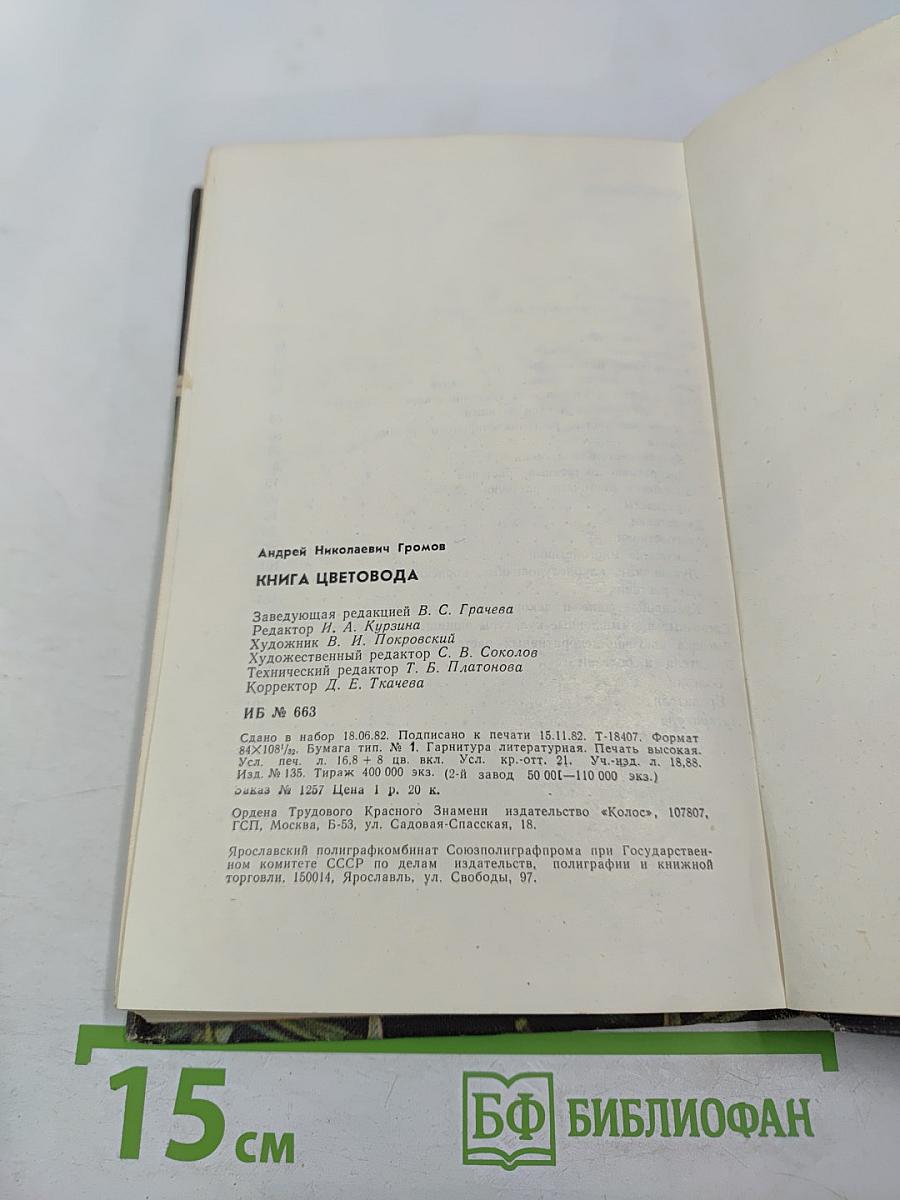 Андрей Николаевич Громов
КНИГА ЦВЕТОВОДА
Заведующая редакцией В. С. Грачева
Редактор И. А. Курзина
Художник В. И. Покровский
Художественный редактор С. В. Соколов
Технический редактор Т. Б. Платонова
Корректор Д. Е. Ткачева
ИБ № 663
Сдано в набор 18.06.82. Подписано к печати 15.11.82. Т-18407. Формат
84×108¹/₃₂. Бумага тип. № 1. Гарнитура литературная. Печать высокая.
Усл. печ. л. 16,8 + 8 цв. вкл. Усл. кр.-отт. 21. Уч.-изд. л. 18,88.
Изд. № 135. Тираж 400 000 экз. (2-й завод 50 001—110 000 экз.)
Заказ № 1257 Цена 1 р. 20 к.
Ордена Трудового Красного Знамени издательство «Колос», 107807,
ГСП, Москва, Б-53, ул. Садовая-Спасская, 18.
Ярославский полиграфкомбинат Союзполиграфпрома при Государствен-
ном комитете СССР по делам издательств, полиграфии и книжной
торговли. 150014, Ярославль, ул. Свободы, 97.
15 см
БФ БИБЛИОФАН